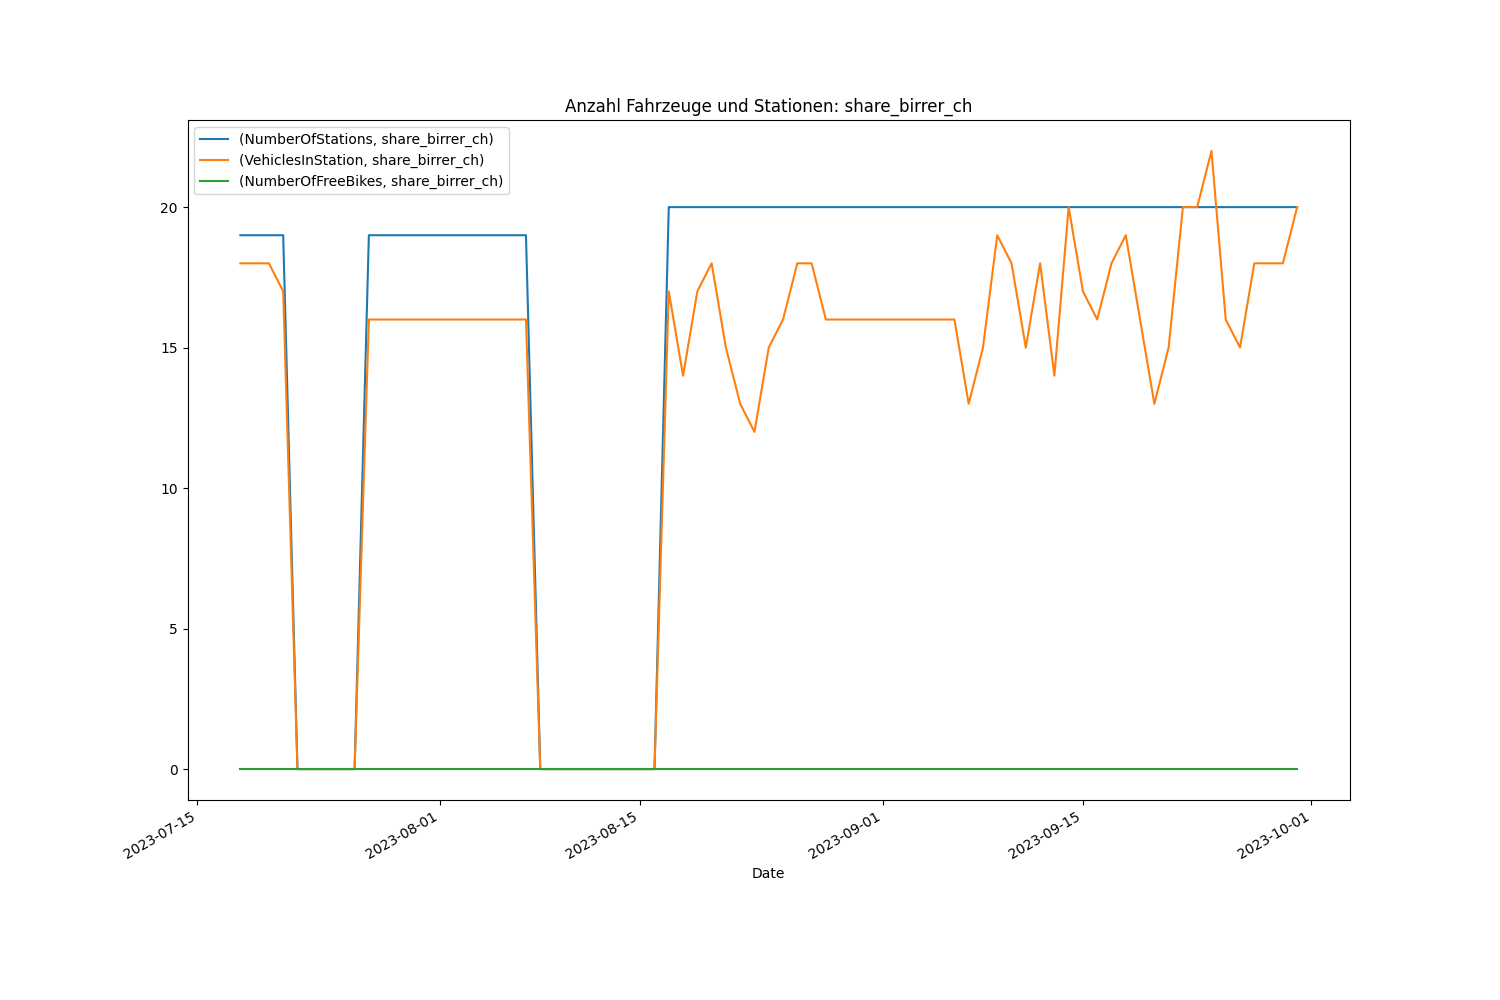 Anzahl Fahrzeuge und Stationen: share_birrer_ch
(NumberOfStations, share_birrer_ch)
(VehiclesInStation, share_birrer_ch)
(NumberOfFreeBikes, share_birrer_ch)
20
15
10
5
0
2023-07-15
2023-08-01
2023-08-15
2023-09-01
2023-09-15
2023-10-01
Date